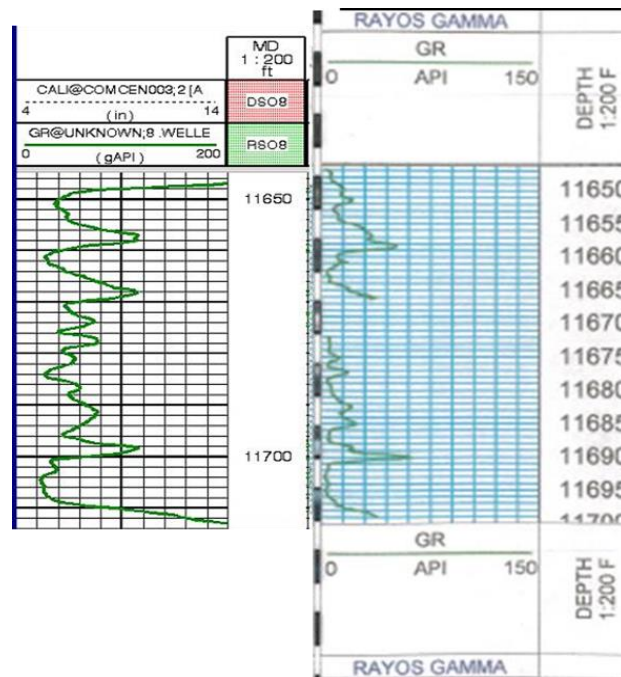 MD
1 : 200
ft
CALI@COMCEN003;2 [A
4 (in) 14
DSO8
GR@UNKNOWN;8 .WELLE
0 (gAPI) 200
RSO8
11650
11700
RAYOS GAMMA
GR
0 API 150
DEPTH
1:200 F
11650
11655
11660
11665
11670
11675
11680
11685
11690
11695
11700
GR
0 API 150
DEPTH
1:200 F
RAYOS GAMMA